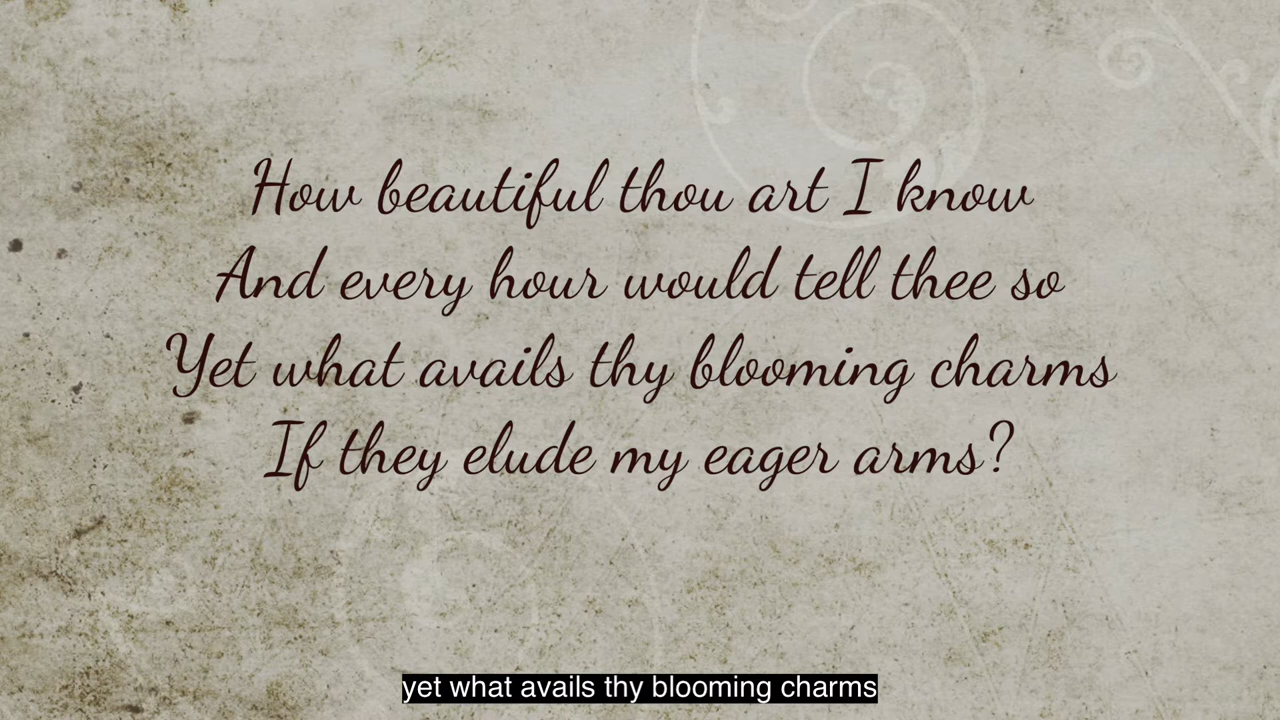 How beautiful thou art I know
And every hour would tell thee so
Yet what avails thy blooming charms
If they elude my eager arms?
yet what avails thy blooming charms